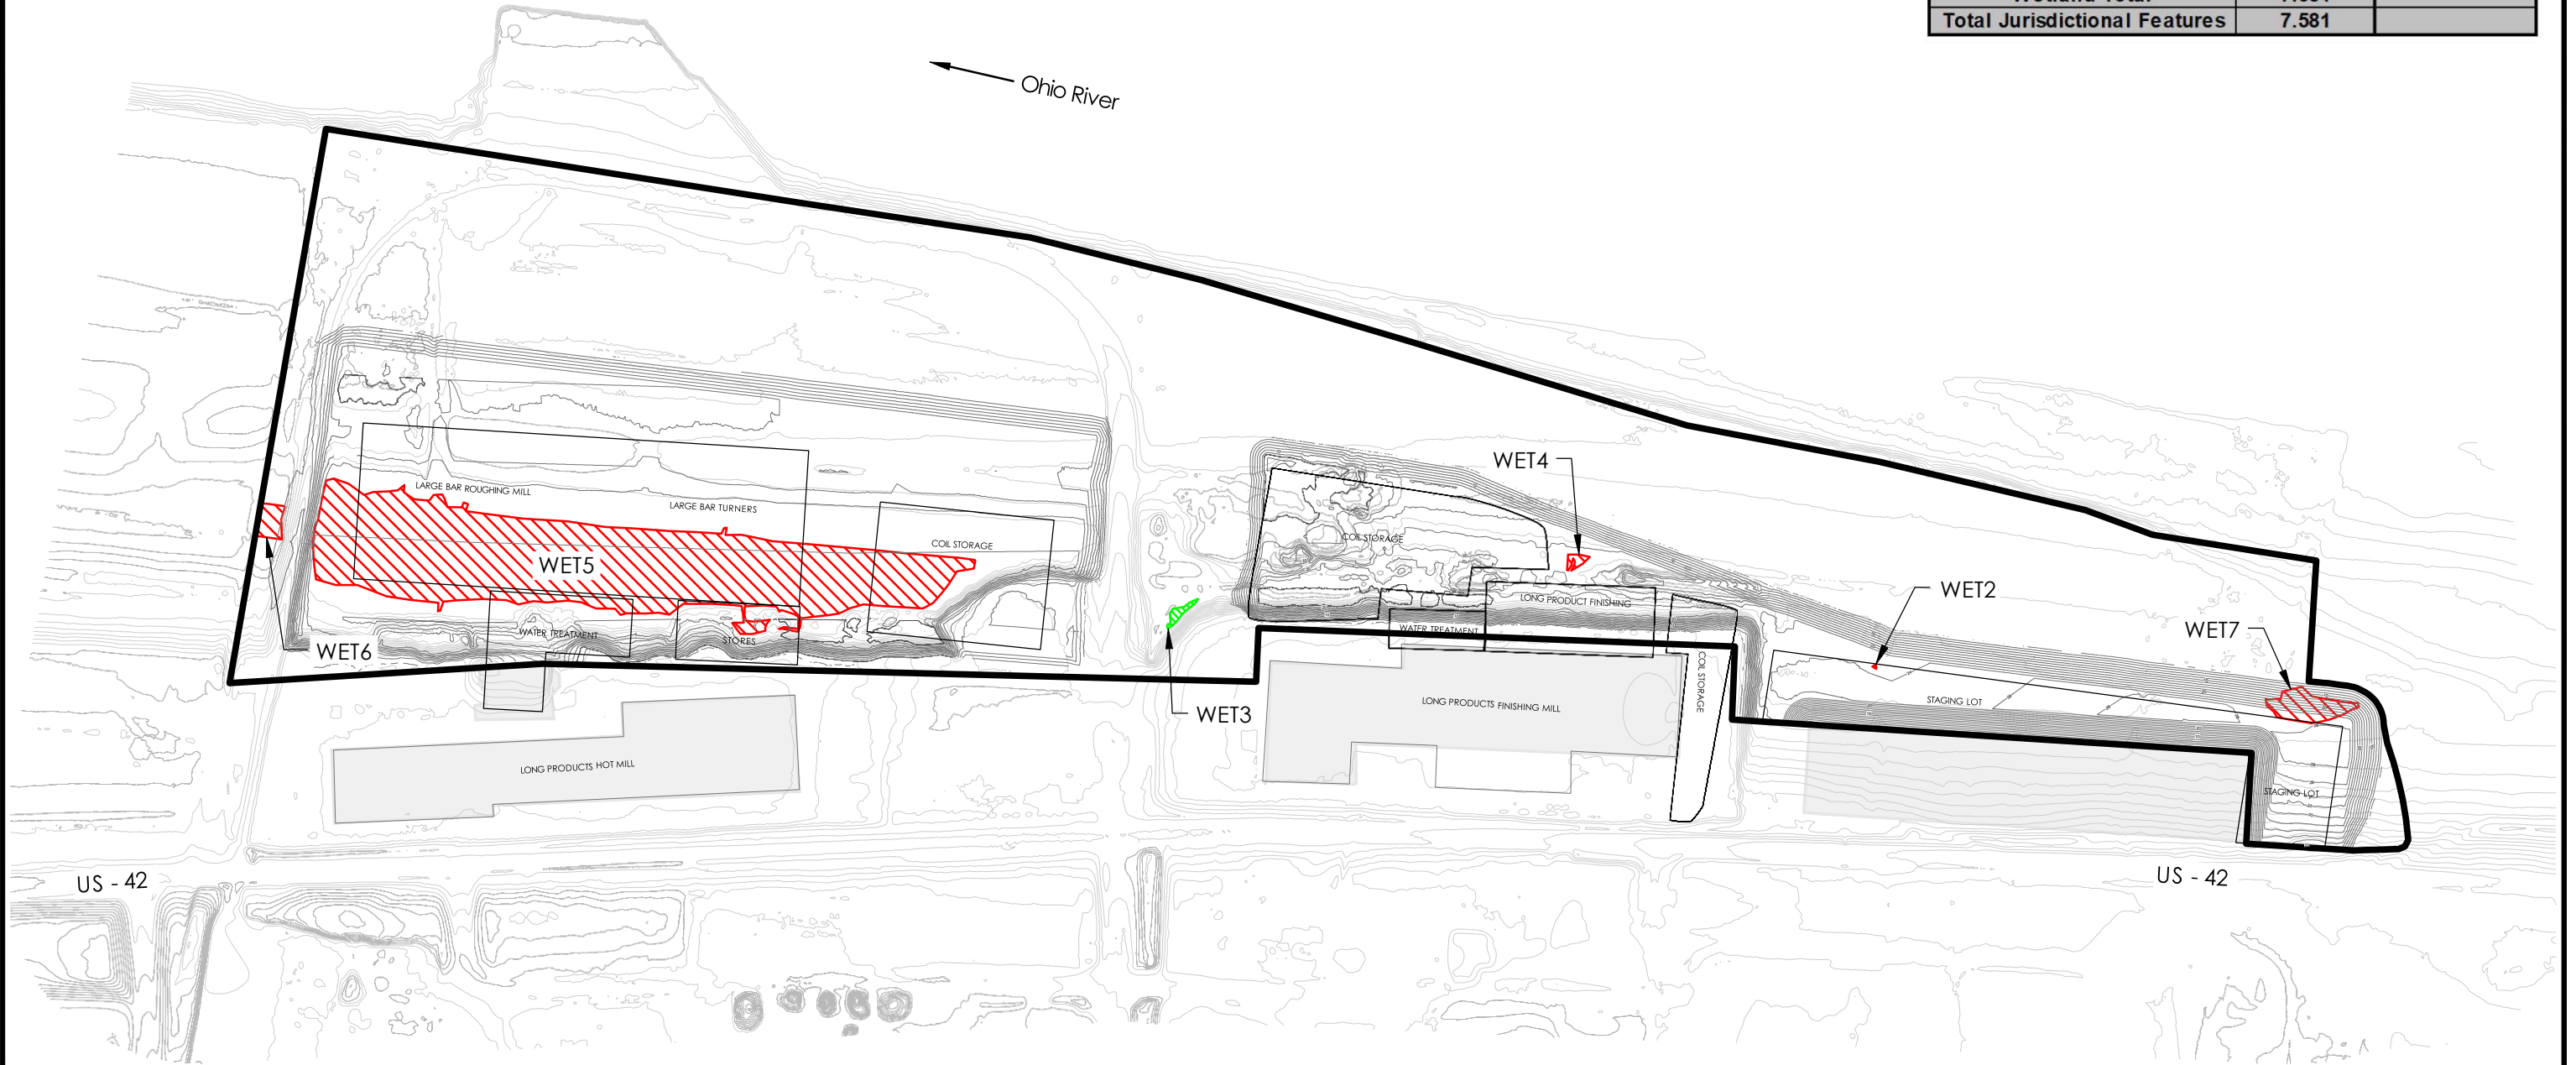 Total Jurisdictional Features 7.581
Ohio River
WET4
LARGE BAR ROUGHING MILL
LARGE BAR TURNERS
COIL STORAGE
COIL STORAGE
WET5
WET2
LONG PRODUCT FINISHING
WATER TREATMENT
WET7
WATER TREATMENT
STORES
WET6
COIL STORAGE
STAGING LOT
LONG PRODUCTS FINISHING MILL
WET3
LONG PRODUCTS HOT MILL
STAGING LOT
US - 42
US - 42